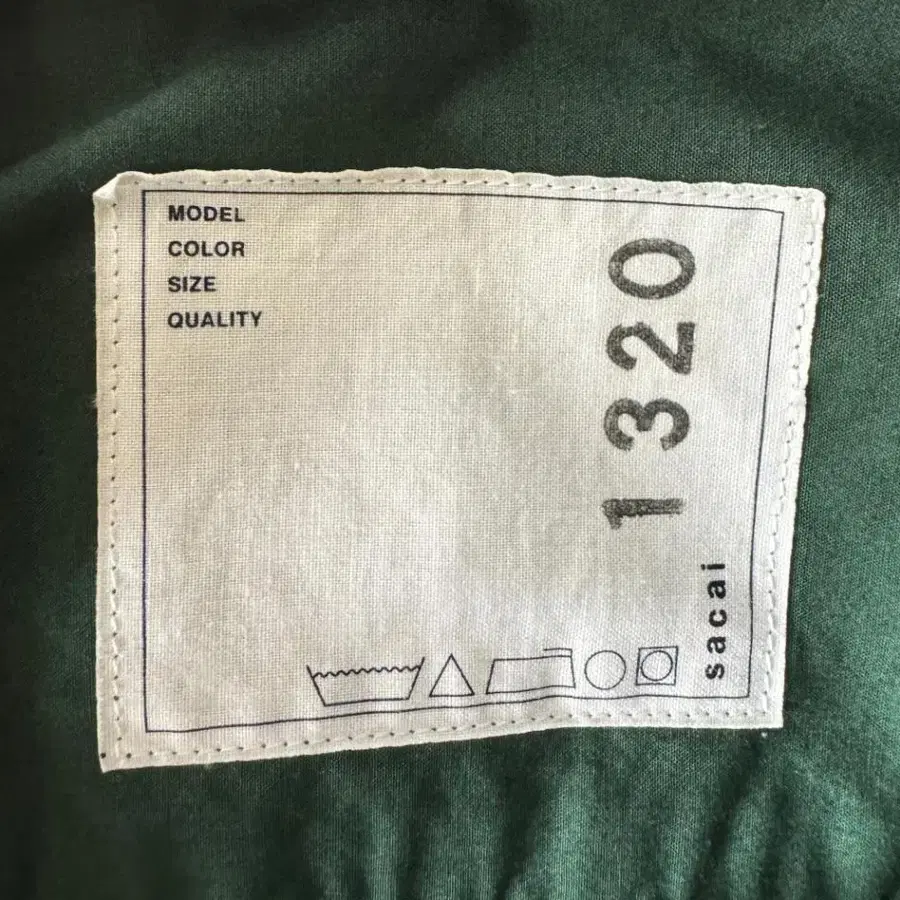 MODEL
COLOR
SIZE
QUALITY
1320
sacai